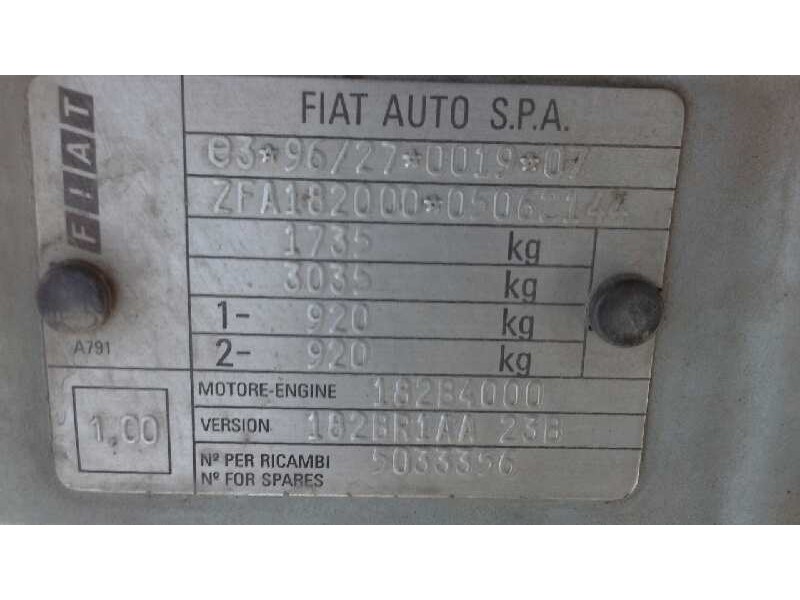 FIAT
FIAT AUTO S.P.A.
e3*96/27*0019*07
ZFA182000*
1735 kg
3035 kg
1- 920 kg
2- 920 kg
A791
MOTORE-ENGINE 182B4000
1,00
VERSION 182BR1AA 23B
Nº PER RICAMBI 5033356
Nº FOR SPARES